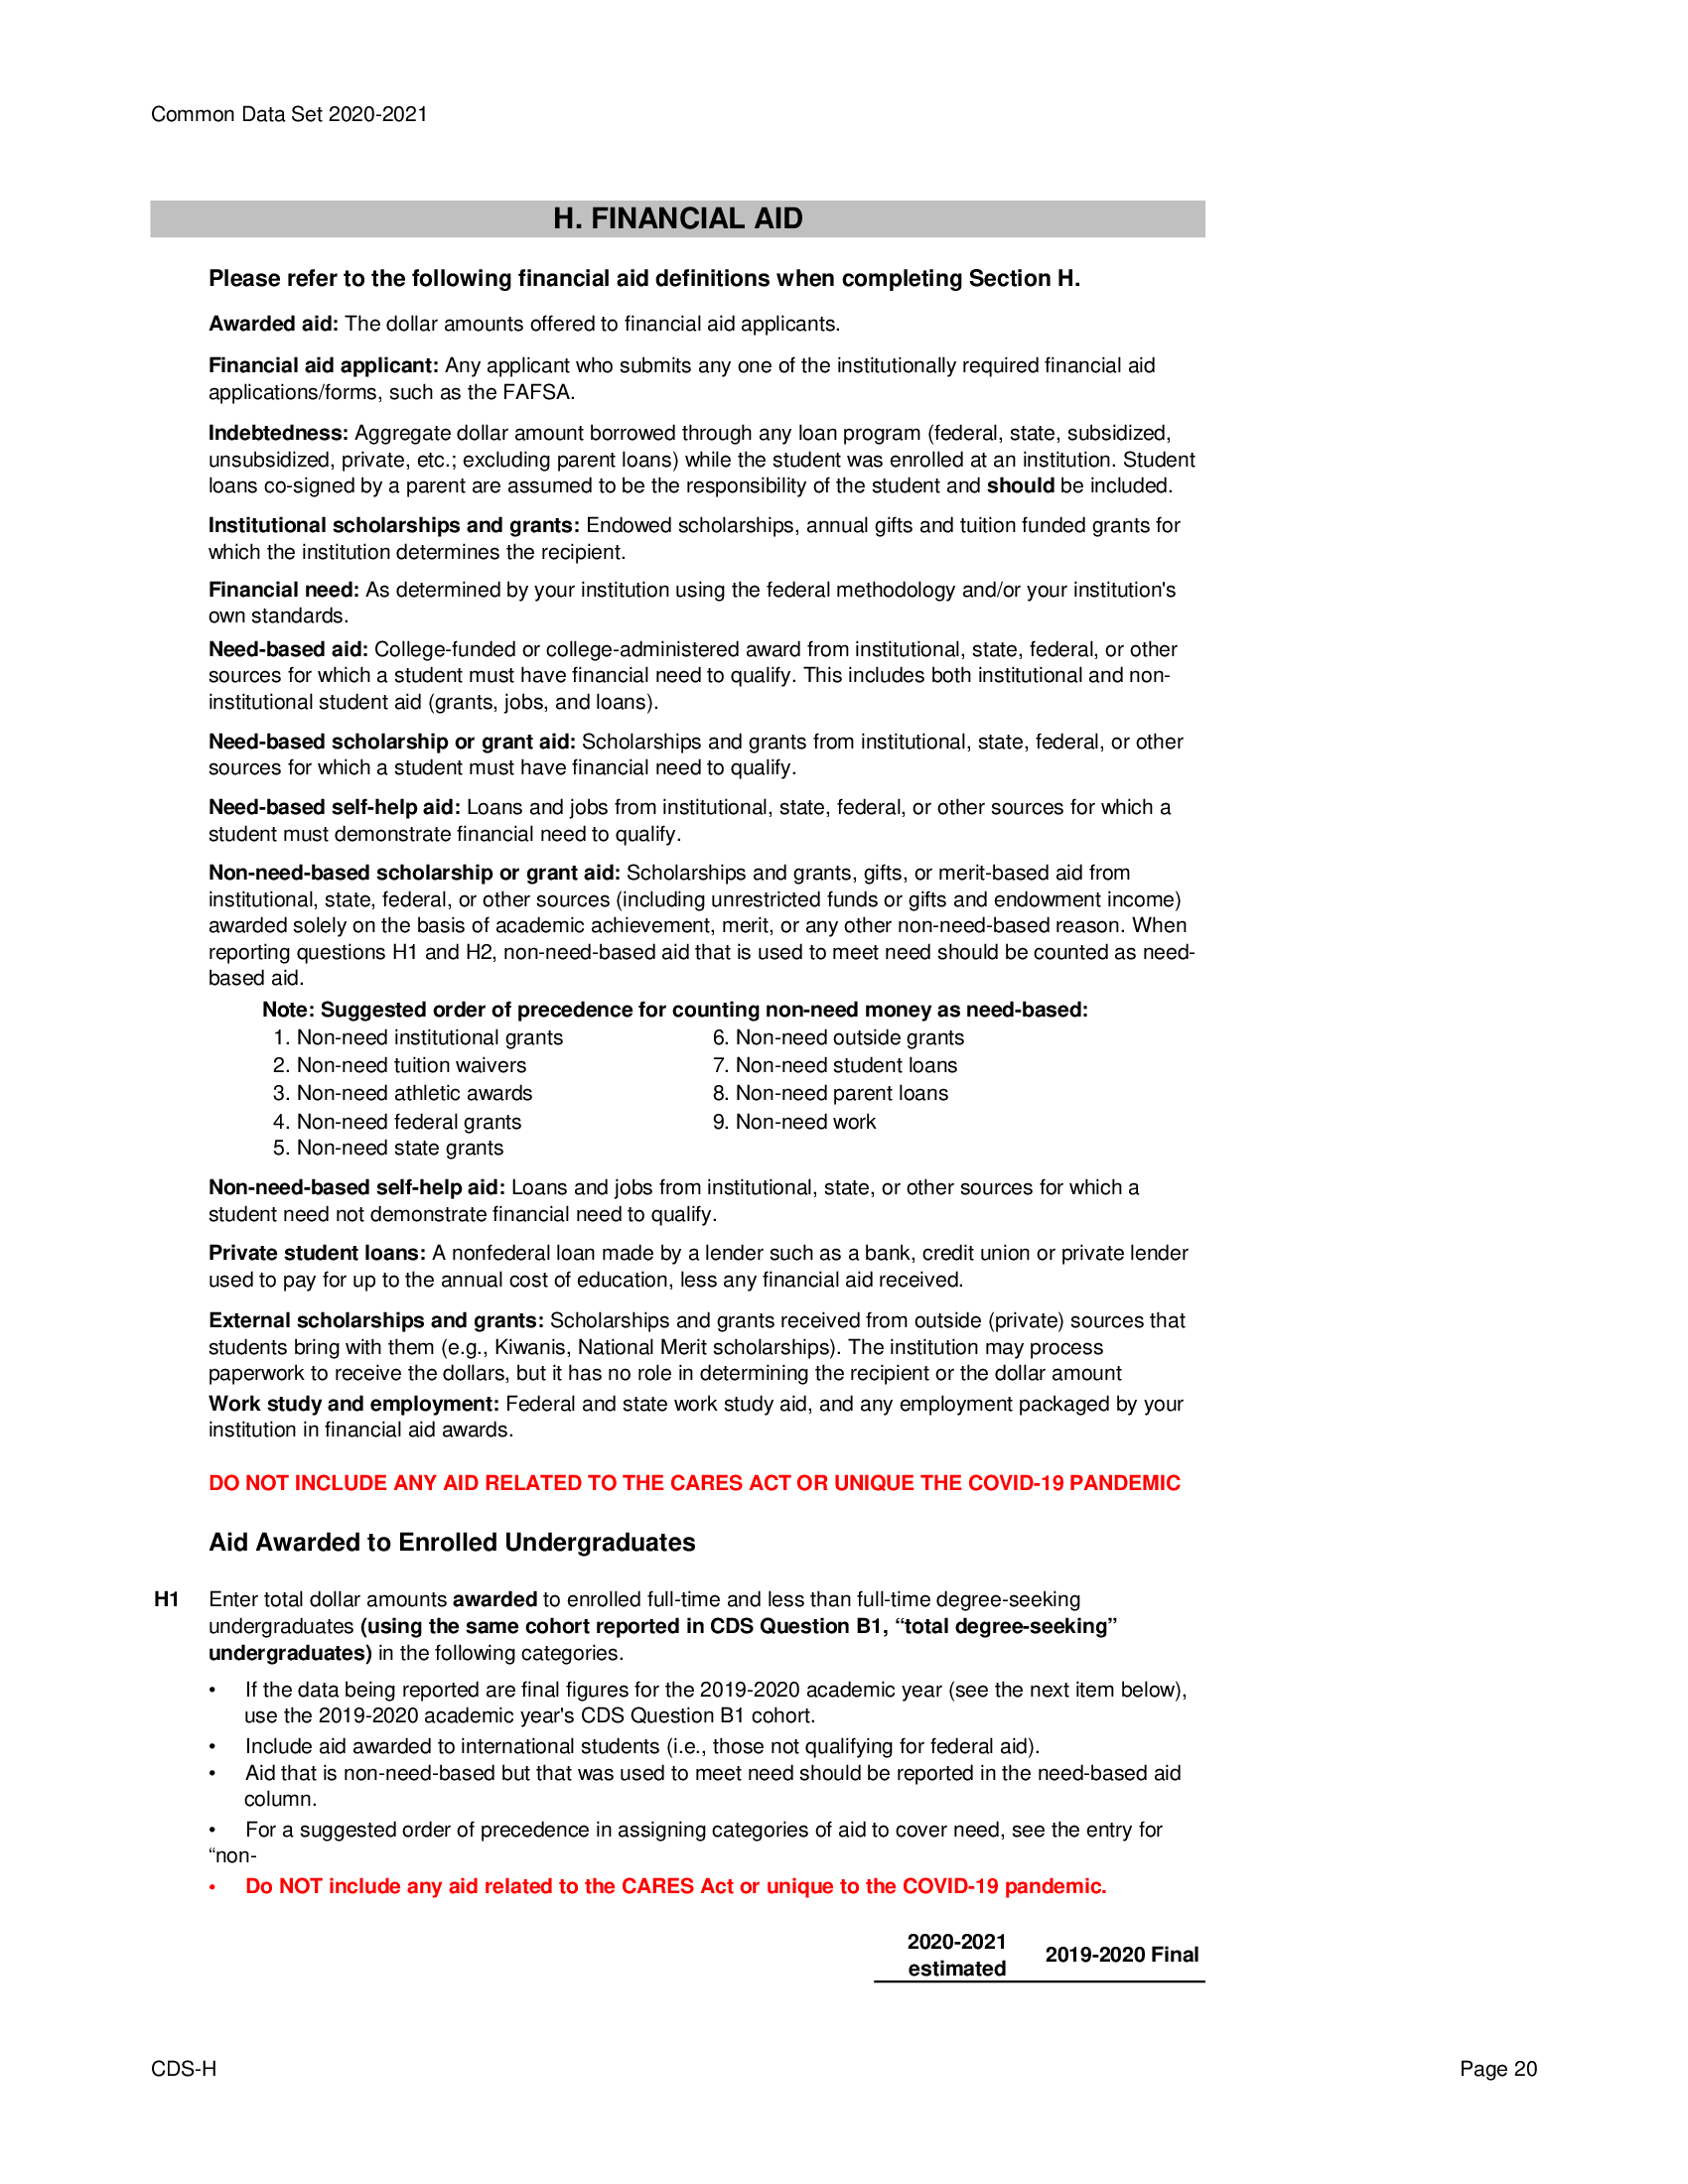 Common Data Set 2020-2021
H. FINANCIAL AID
Please refer to the following financial aid definitions when completing Section H.
Awarded aid: The dollar amounts offered to financial aid applicants.
Financial aid applicant: Any applicant who submits any one of the institutionally required financial aid
applications/forms, such as the FAFSA.
Indebtedness: Aggregate dollar amount borrowed through any loan program (federal, state, subsidized,
unsubsidized, private, etc.; excluding parent loans) while the student was enrolled at an institution. Student
loans co-signed by a parent are assumed to be the responsibility of the student and should be included.
Institutional scholarships and grants: Endowed scholarships, annual gifts and tuition funded grants for
which the institution determines the recipient.
Financial need: As determined by your institution using the federal methodology and/or your institution's
own standards.
Need-based aid: College-funded or college-administered award from institutional, state, federal, or other
sources for which a student must have financial need to qualify. This includes both institutional and non-
institutional student aid (grants, jobs, and loans).
Need-based scholarship or grant aid: Scholarships and grants from institutional, state, federal, or other
sources for which a student must have financial need to qualify.
Need-based self-help aid: Loans and jobs from institutional, state, federal, or other sources for which a
student must demonstrate financial need to qualify.
Non-need-based scholarship or grant aid: Scholarships and grants, gifts, or merit-based aid from
institutional, state, federal, or other sources (including unrestricted funds or gifts and endowment income)
awarded solely on the basis of academic achievement, merit, or any other non-need-based reason. When
reporting questions H1 and H2, non-need-based aid that is used to meet need should be counted as need-
based aid.
Note: Suggested order of precedence for counting non-need money as need-based:
1. Non-need institutional grants
2. Non-need tuition waivers
3. Non-need athletic awards
4. Non-need federal grants
5. Non-need state grants
6. Non-need outside grants
7. Non-need student loans
8. Non-need parent loans
9. Non-need work
Non-need-based self-help aid: Loans and jobs from institutional, state, or other sources for which a
student need not demonstrate financial need to qualify.
Private student loans: A nonfederal loan made by a lender such as a bank, credit union or private lender
used to pay for up to the annual cost of education, less any financial aid received.
External scholarships and grants: Scholarships and grants received from outside (private) sources that
students bring with them (e.g., Kiwanis, National Merit scholarships). The institution may process
paperwork to receive the dollars, but it has no role in determining the recipient or the dollar amount
Work study and employment: Federal and state work study aid, and any employment packaged by your
institution in financial aid awards.
DO NOT INCLUDE ANY AID RELATED TO THE CARES ACT OR UNIQUE THE COVID-19 PANDEMIC
Aid Awarded to Enrolled Undergraduates
H1 Enter total dollar amounts awarded to enrolled full-time and less than full-time degree-seeking
undergraduates (using the same cohort reported in CDS Question B1, “total degree-seeking”
undergraduates) in the following categories.
• If the data being reported are final figures for the 2019-2020 academic year (see the next item below),
use the 2019-2020 academic year's CDS Question B1 cohort.
• Include aid awarded to international students (i.e., those not qualifying for federal aid).
• Aid that is non-need-based but that was used to meet need should be reported in the need-based aid
column.
• For a suggested order of precedence in assigning categories of aid to cover need, see the entry for
“non-
• Do NOT include any aid related to the CARES Act or unique to the COVID-19 pandemic.
2020-2021
estimated
2019-2020 Final
CDS-H
Page 20